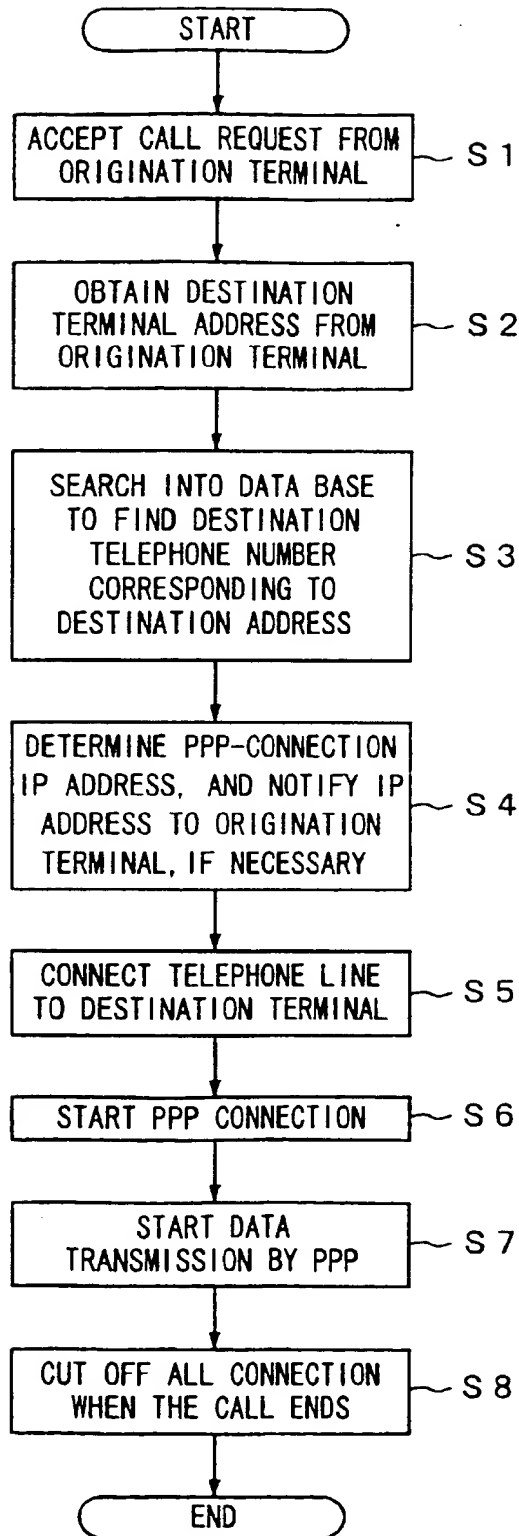 START
ACCEPT CALL REQUEST FROM
ORIGINATION TERMINAL
S1
OBTAIN DESTINATION
TERMINAL ADDRESS FROM
ORIGINATION TERMINAL
S2
SEARCH INTO DATA BASE
TO FIND DESTINATION
TELEPHONE NUMBER
CORRESPONDING TO
DESTINATION ADDRESS
S3
DETERMINE PPP-CONNECTION
IP ADDRESS, AND NOTIFY IP
ADDRESS TO ORIGINATION
TERMINAL, IF NECESSARY
S4
CONNECT TELEPHONE LINE
TO DESTINATION TERMINAL
S5
START PPP CONNECTION
S6
START DATA
TRANSMISSION BY PPP
S7
CUT OFF ALL CONNECTION
WHEN THE CALL ENDS
S8
END